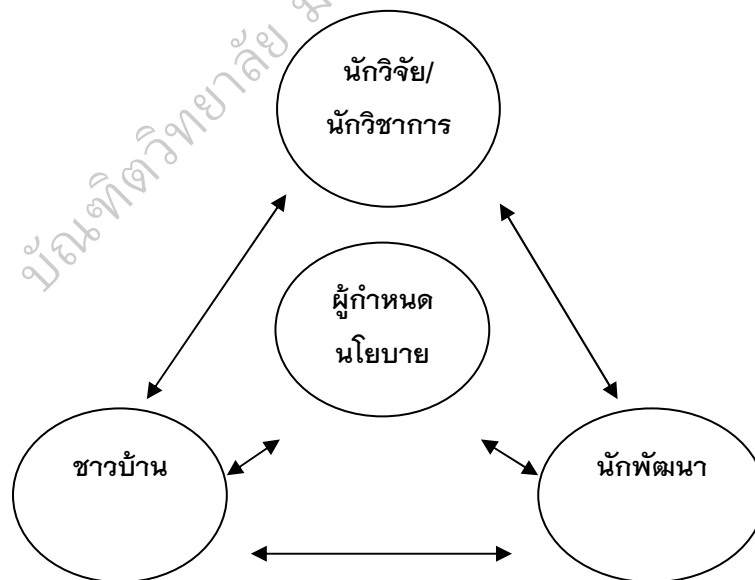 บัณฑิตวิทยาลัย ม
นักวิจัย/
นักวิชาการ
ผู้กำหนด
นโยบาย
ชาวบ้าน
นักพัฒนา